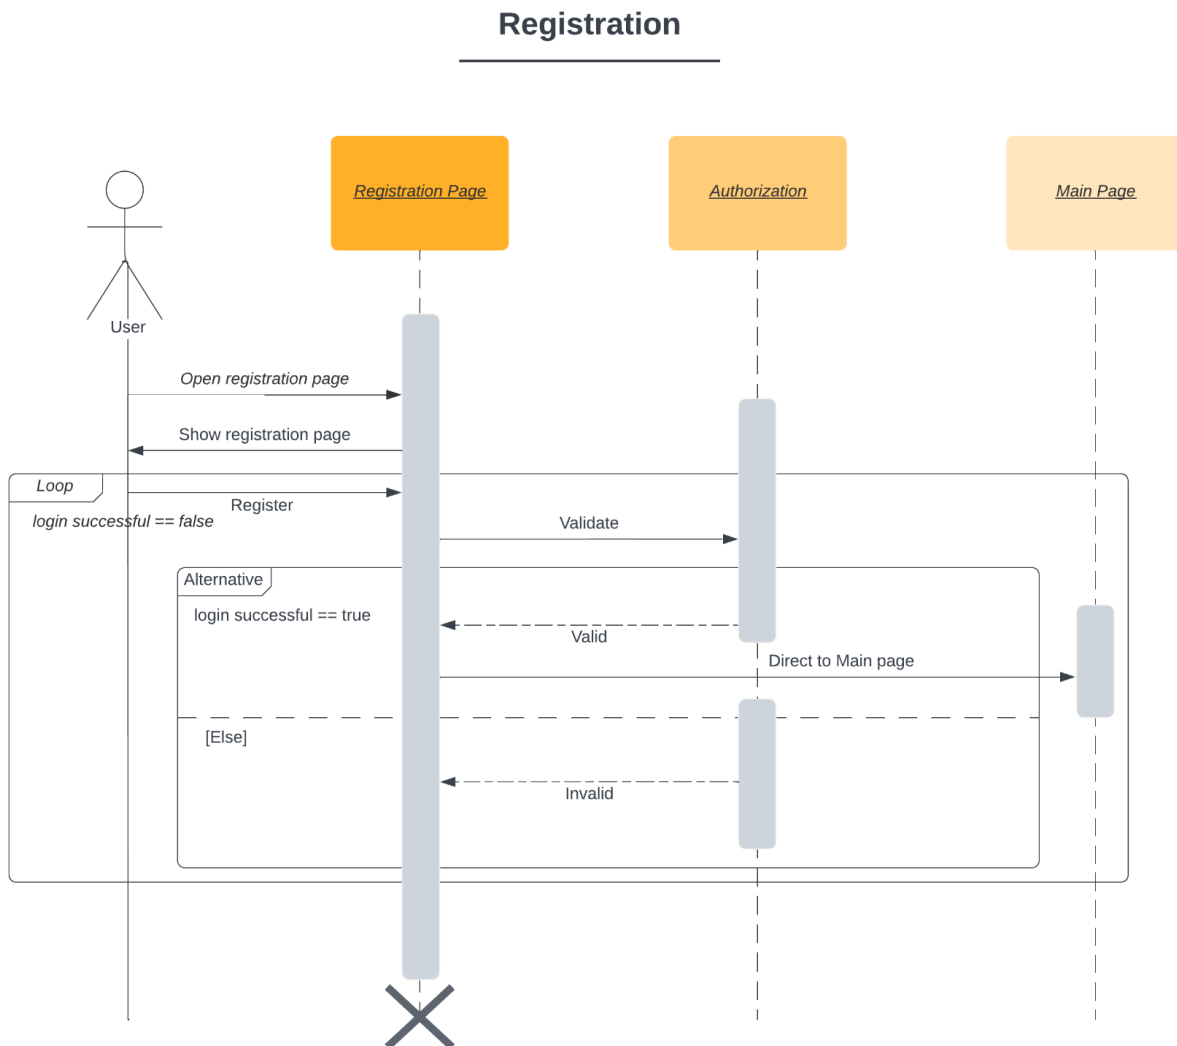 Registration
Registration Page
Authorization
Main Page
User
Open registration page
Show registration page
Loop
Register
login successful == false
Validate
Alternative
login successful == true
Valid
Direct to Main page
[Else]
Invalid